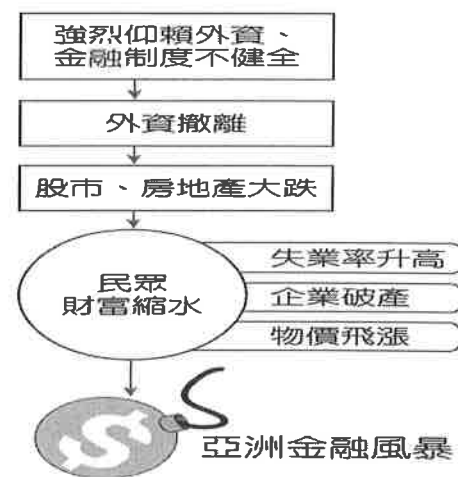 強烈仰賴外資、
金融制度不健全
外資撤離
股市、房地產大跌
民眾
財富縮水
失業率升高
企業破產
物價飛漲
$
亞洲金融風暴